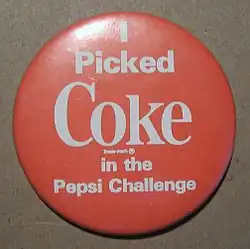 I
Picked
Coke
Trade-mark ®
in the
Pepsi Challenge